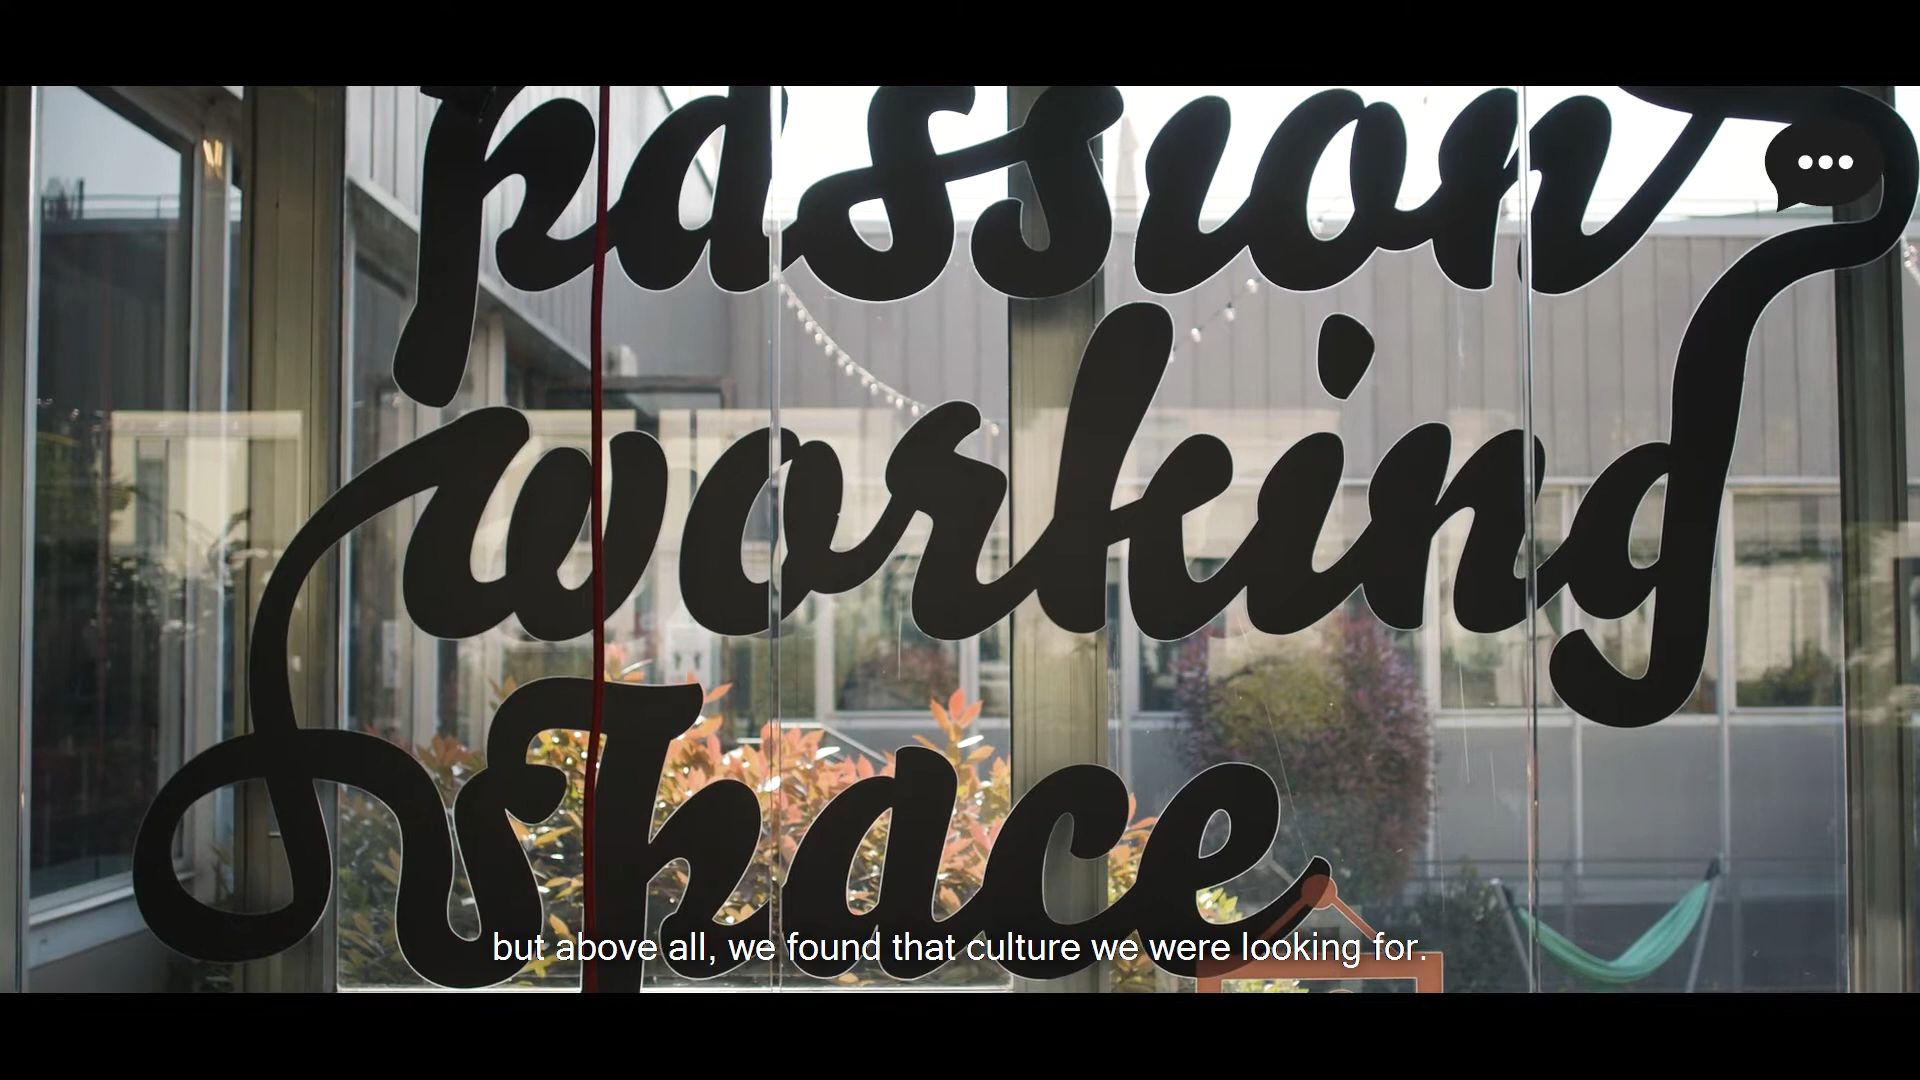 passion
working
space
but above all, we found that culture we were looking for.